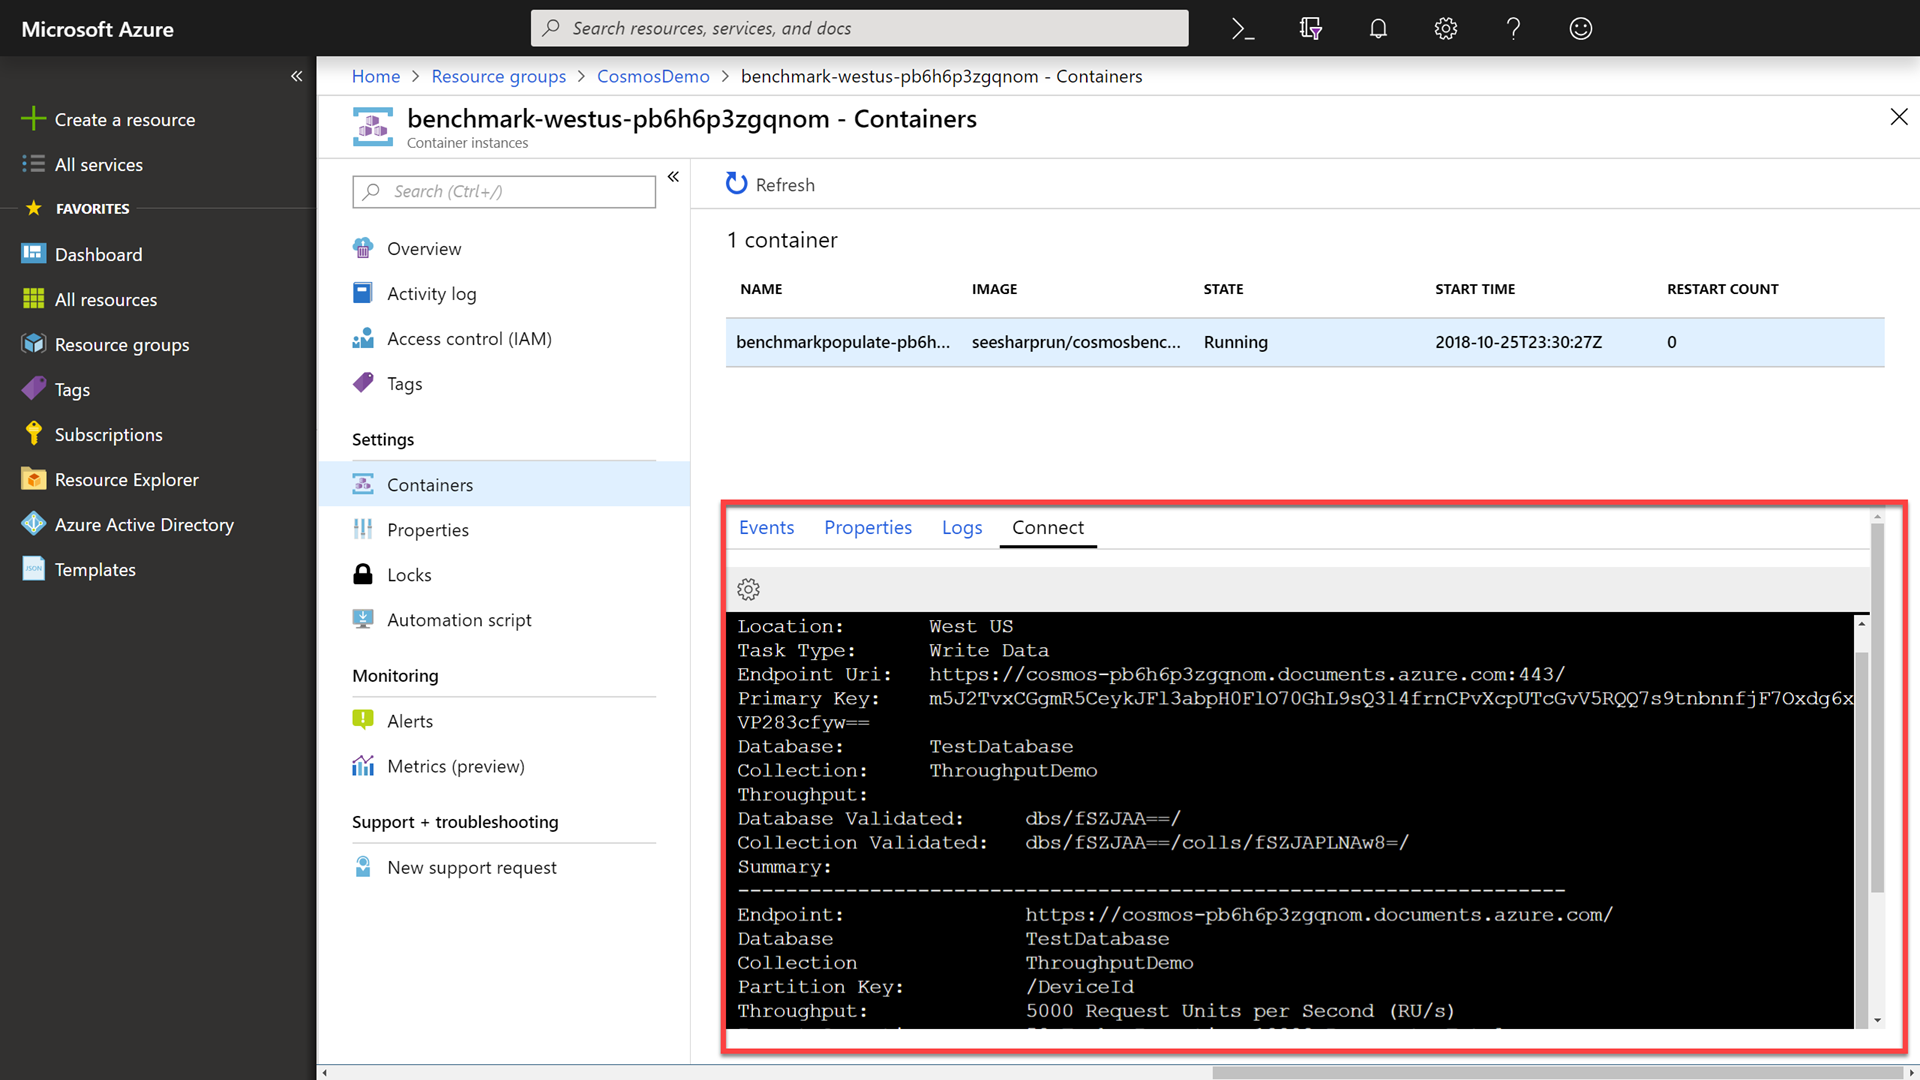 Microsoft Azure
Search resources, services, and docs
Home > Resource groups > CosmosDemo > benchmark-westus-pb6h6p3zgqnom - Containers
benchmark-westus-pb6h6p3zgqnom - Containers
Container instances
Create a resource
All services
FAVORITES
Dashboard
All resources
Resource groups
Tags
Subscriptions
Resource Explorer
Azure Active Directory
JSON
Templates
Search (Ctrl+/)
Overview
Activity log
Access control (IAM)
Tags
Settings
Containers
Properties
Locks
Automation script
Monitoring
Alerts
Metrics (preview)
Support + troubleshooting
New support request
Refresh
1 container
NAME IMAGE STATE START TIME RESTART COUNT
benchmarkpopulate-pb6h... seesharprun/cosmosbenc... Running 2018-10-25T23:30:27Z 0
Events Properties Logs Connect
Location: West US
Task Type: Write Data
Endpoint Uri: https://cosmos-pb6h6p3zgqnom.documents.azure.com:443/
Primary Key: m5J2TvxCGgmR5CeykJFl3abpH0FlO70GhL9sQ3l4frnCPvXcpUTcGvV5RQQ7s9tnbnnfjF7Oxdg6x
VP283cfyw==
Database: TestDatabase
Collection: ThroughputDemo
Throughput:
Database Validated: dbs/fSZJAA==/
Collection Validated: dbs/fSZJAA==/colls/fSZJAPLNAw8=/
Summary:
---------------------------------------------------------------------
Endpoint: https://cosmos-pb6h6p3zgqnom.documents.azure.com/
Database TestDatabase
Collection ThroughputDemo
Partition Key: /DeviceId
Throughput: 5000 Request Units per Second (RU/s)